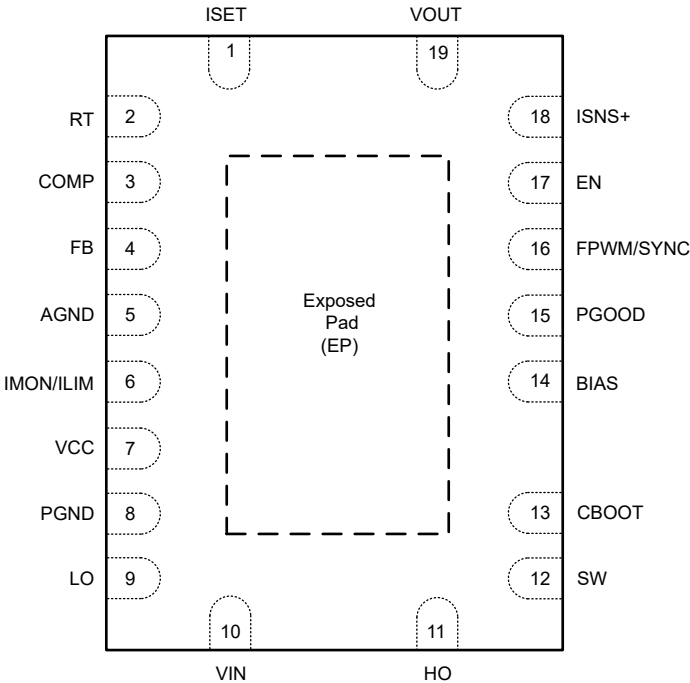 ISET VOUT
1 19
RT 2 18 ISNS+
COMP 3 17 EN
FB 4 16 FPWM/SYNC
Exposed
Pad
(EP)
AGND 5 15 PGOOD
IMON/ILIM 6 14 BIAS
VCC 7
PGND 8 13 CBOOT
LO 9 12 SW
10 11
VIN HO